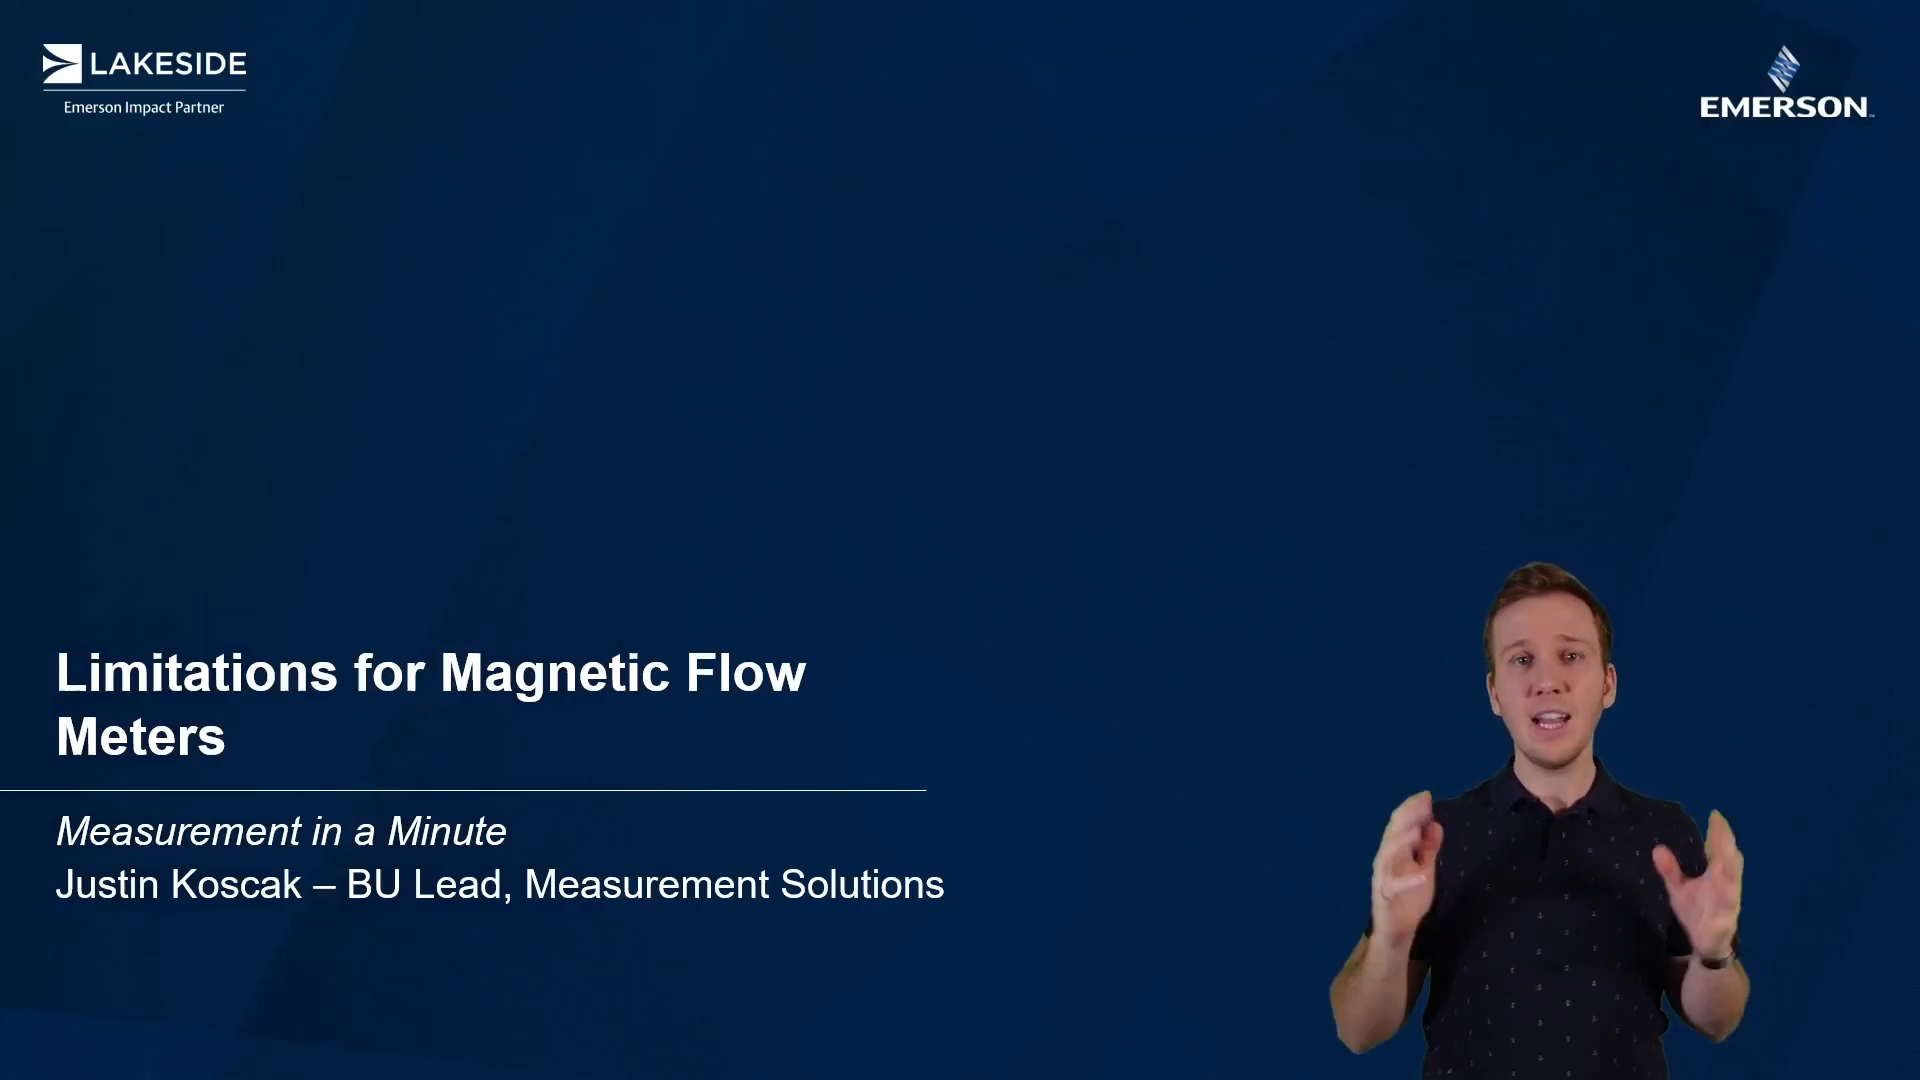 LAKESIDE
Emerson Impact Partner
EMERSON
Limitations for Magnetic Flow
Meters
Measurement in a Minute
Justin Koscak – BU Lead, Measurement Solutions